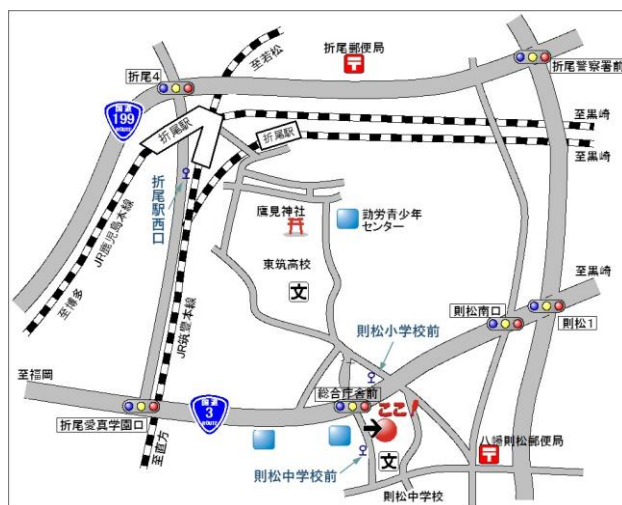 至若松
折尾郵便局
折尾4
折尾警察署前
国道
199
ROUTE
折尾駅
折尾駅
至黒崎
至黒崎
折尾駅西口
鷹見神社
勤労青少年
センター
JR鹿児島本線
東筑高校
文
至黒崎
至博多
JR筑豊本線
則松南口
則松1
則松小学校前
至福岡
国道
3
ROUTE
総合庁舎前
ここ!
折尾愛真学園口
八幡則松郵便局
至直方
則松中学校前
文
則松中学校